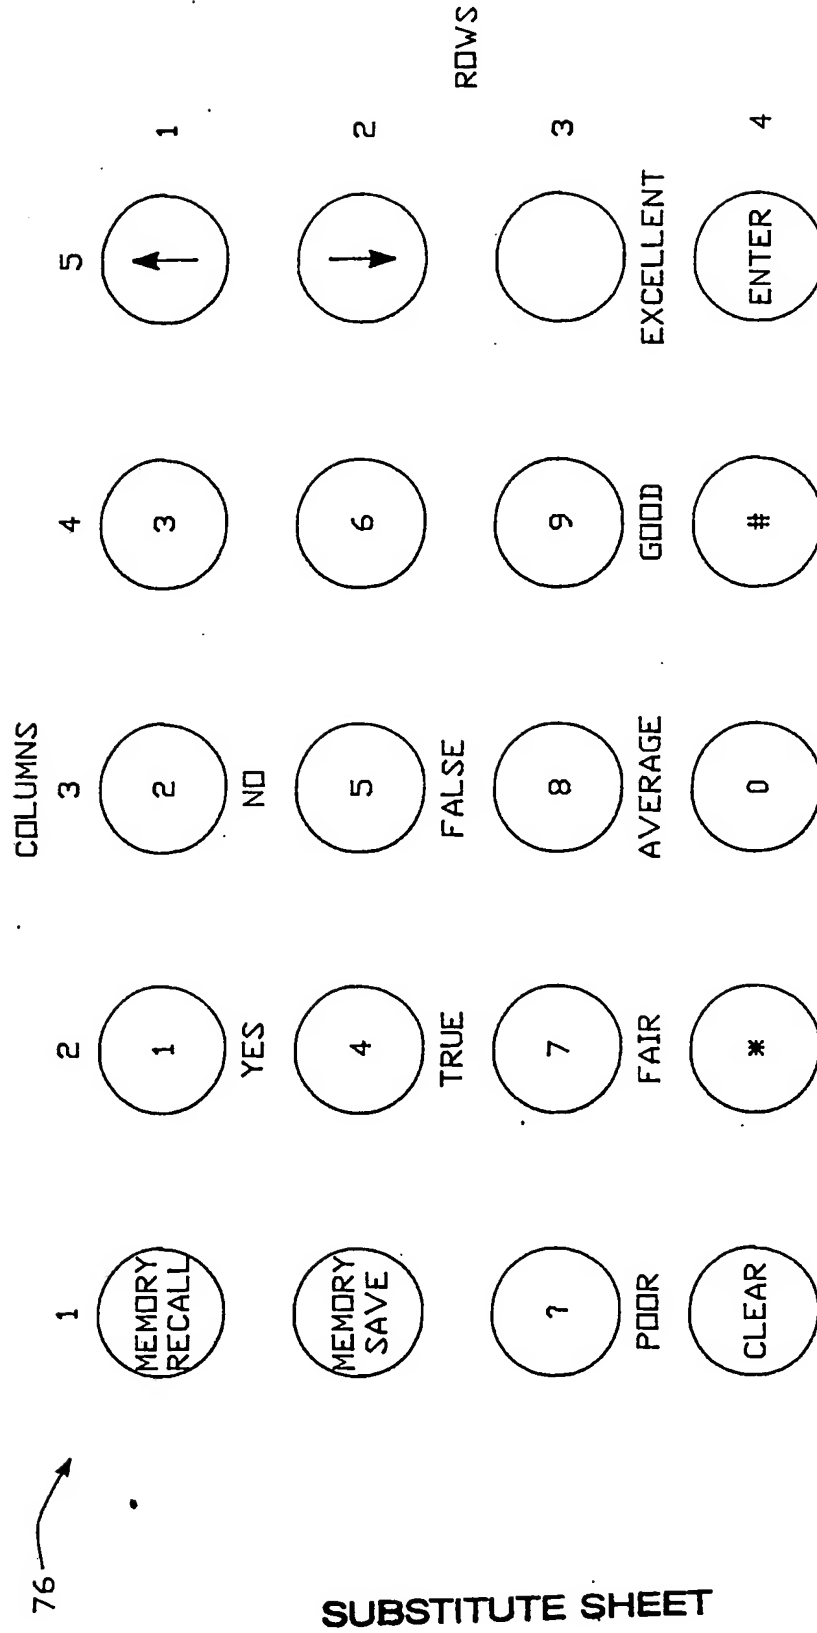 76
COLUMNS
1 2 3 4 5
MEMORY RECALL 1 2 3 ↑ 1
YES NO
MEMORY SAVE 4 5 6 ↓ 2
TRUE FALSE
ROWS
? 7 8 9 3
POOR FAIR AVERAGE GOOD EXCELLENT
CLEAR * 0 # ENTER 4
SUBSTITUTE SHEET